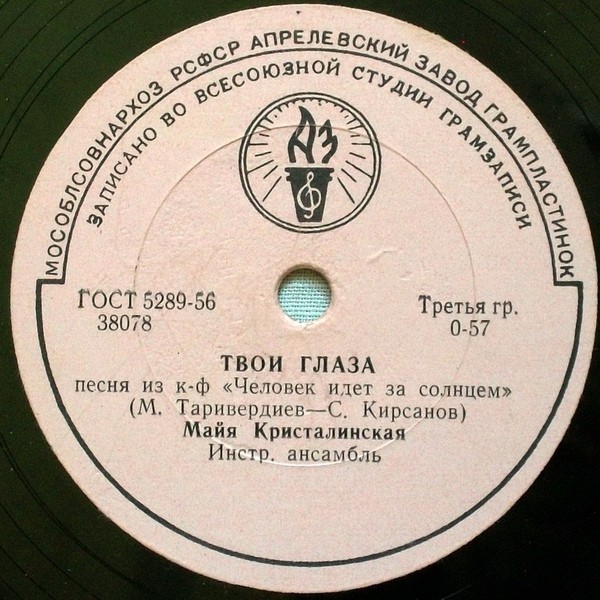 МОСОБЛСОВНАРХОЗ РСФСР АПРЕЛЕВСКИЙ ЗАВОД ГРАМПЛАСТИНОК
ЗАПИСАНО ВО ВСЕСОЮЗНОЙ СТУДИИ ГРАМЗАПИСИ
АЗ
ГОСТ 5289-56
38078
Третья гр.
0-57
ТВОИ ГЛАЗА
песня из к-ф «Человек идет за солнцем»
(М. Таривердиев—С. Кирсанов)
Майя Кристалинская
Инстр. ансамбль